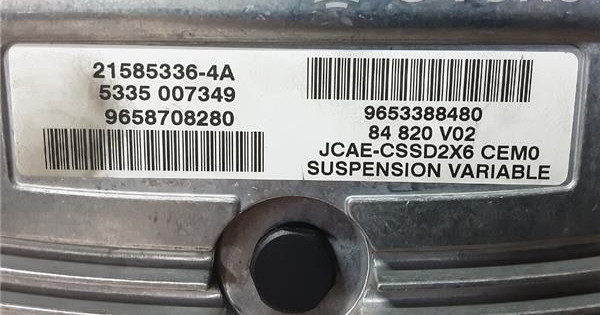 21585336-4A
5335 007349
9658708280
9653388480
84 820 V02
JCAE-CSSD2X6 CEM0
SUSPENSION VARIABLE